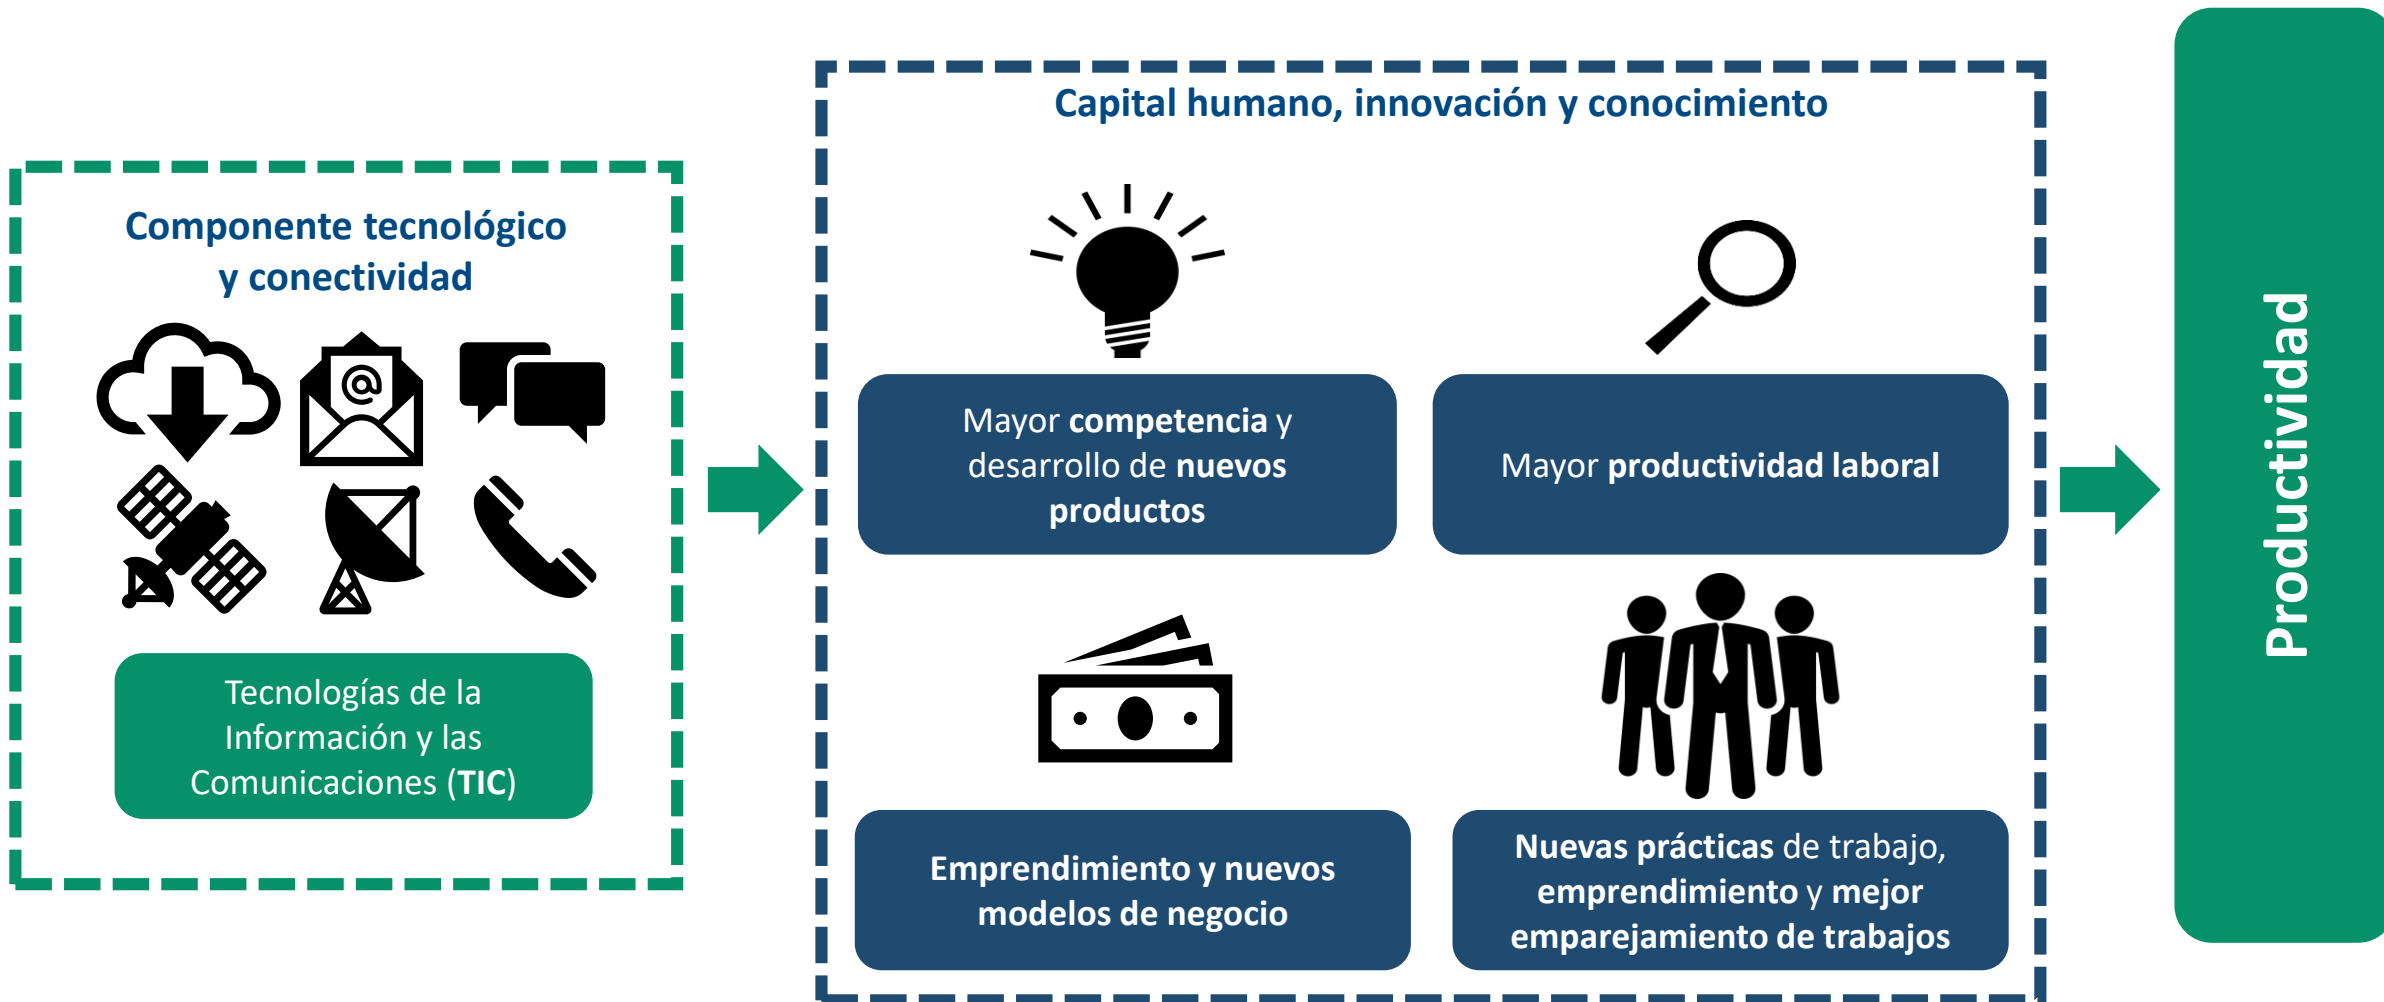 Componente tecnológico
y conectividad
@
Tecnologías de la
Información y las
Comunicaciones (TIC)
Capital humano, innovación y conocimiento
Mayor competencia y
desarrollo de nuevos
productos
Mayor productividad laboral
Emprendimiento y nuevos
modelos de negocio
Nuevas prácticas de trabajo,
emprendimiento y mejor
emparejamiento de trabajos
Productividad